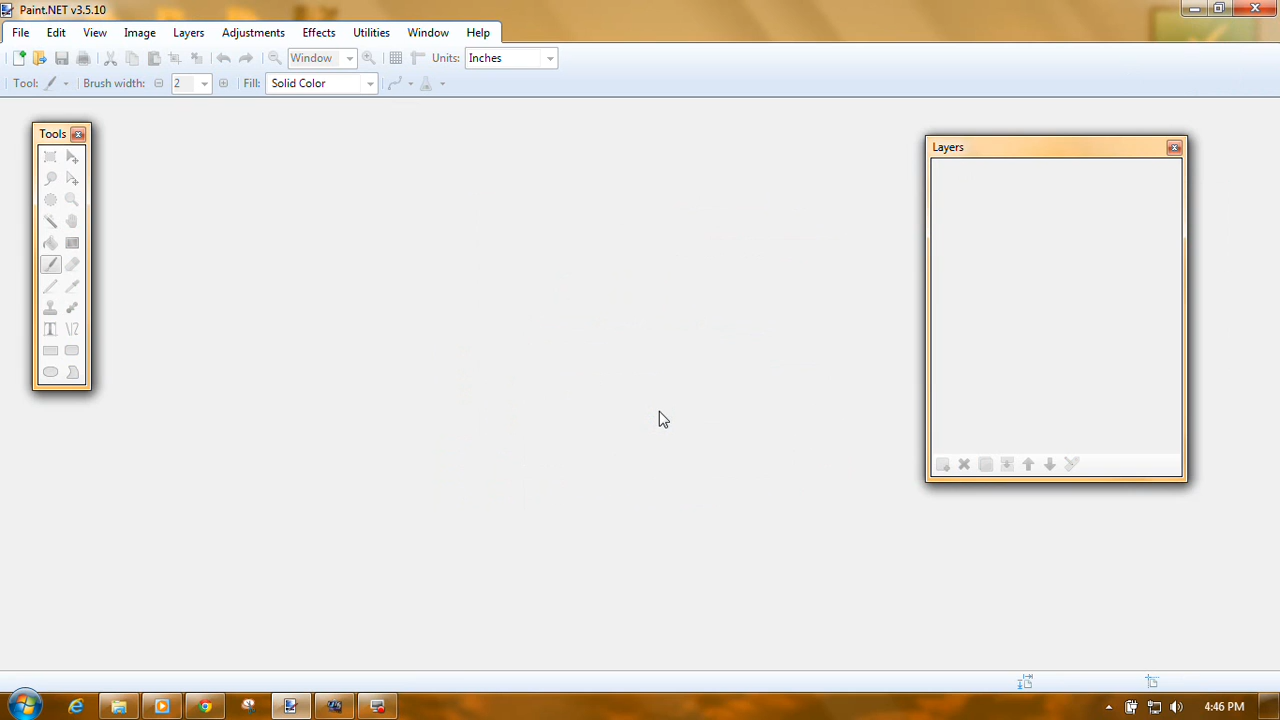 Paint.NET v3.5.10
File Edit View Image Layers Adjustments Effects Utilities Window Help
Window Units: Inches
Tool: Brush width: 2 Fill: Solid Color
Tools
Layers
4:46 PM